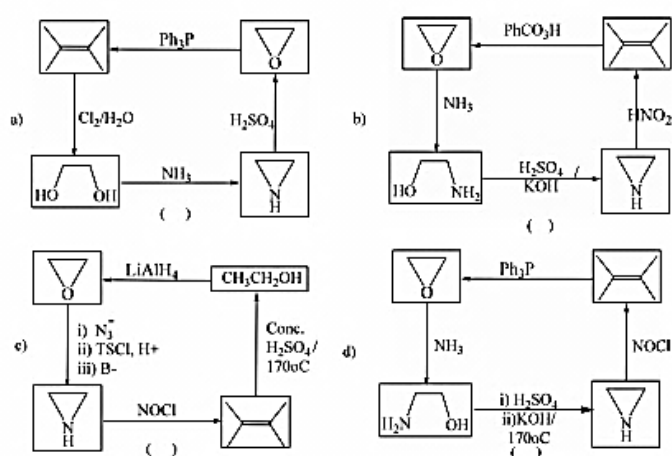 a)
Ph₃P
O
Cl₂/H₂O
H₂SO₄
HO
OH
NH₃
N
H
( )
b)
PhCO₃H
O
NH₃
HNO₂
HO
NH₂
H₂SO₄ /
KOH
N
H
( )
c)
LiAlH₄
CH₃CH₂OH
O
i) N₃⁻
ii) TSCl, H+
iii) B-
Conc.
H₂SO₄/
170oC
NOCl
N
H
( )
d)
Ph₃P
O
NH₃
NOCl
H₂N
OH
i) H₂SO₄
ii)KOH/
170oC
N
H
( )